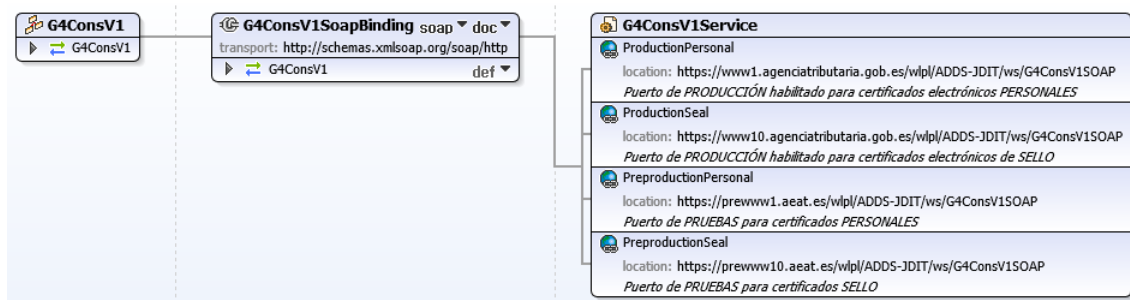 G4ConsV1
G4ConsV1
G4ConsV1SoapBinding soap doc
transport: http://schemas.xmlsoap.org/soap/http
G4ConsV1 def
G4ConsV1Service
ProductionPersonal
location: https://www1.agenciatributaria.gob.es/wlpl/ADDS-JDIT/ws/G4ConsV1SOAP
Puerto de PRODUCCIÓN habilitado para certificados electrónicos PERSONALES
ProductionSeal
location: https://www10.agenciatributaria.gob.es/wlpl/ADDS-JDIT/ws/G4ConsV1SOAP
Puerto de PRODUCCIÓN habilitado para certificados electrónicos de SELLO
PreproductionPersonal
location: https://prewww1.aeat.es/wlpl/ADDS-JDIT/ws/G4ConsV1SOAP
Puerto de PRUEBAS para certificados PERSONALES
PreproductionSeal
location: https://prewww10.aeat.es/wlpl/ADDS-JDIT/ws/G4ConsV1SOAP
Puerto de PRUEBAS para certificados SELLO